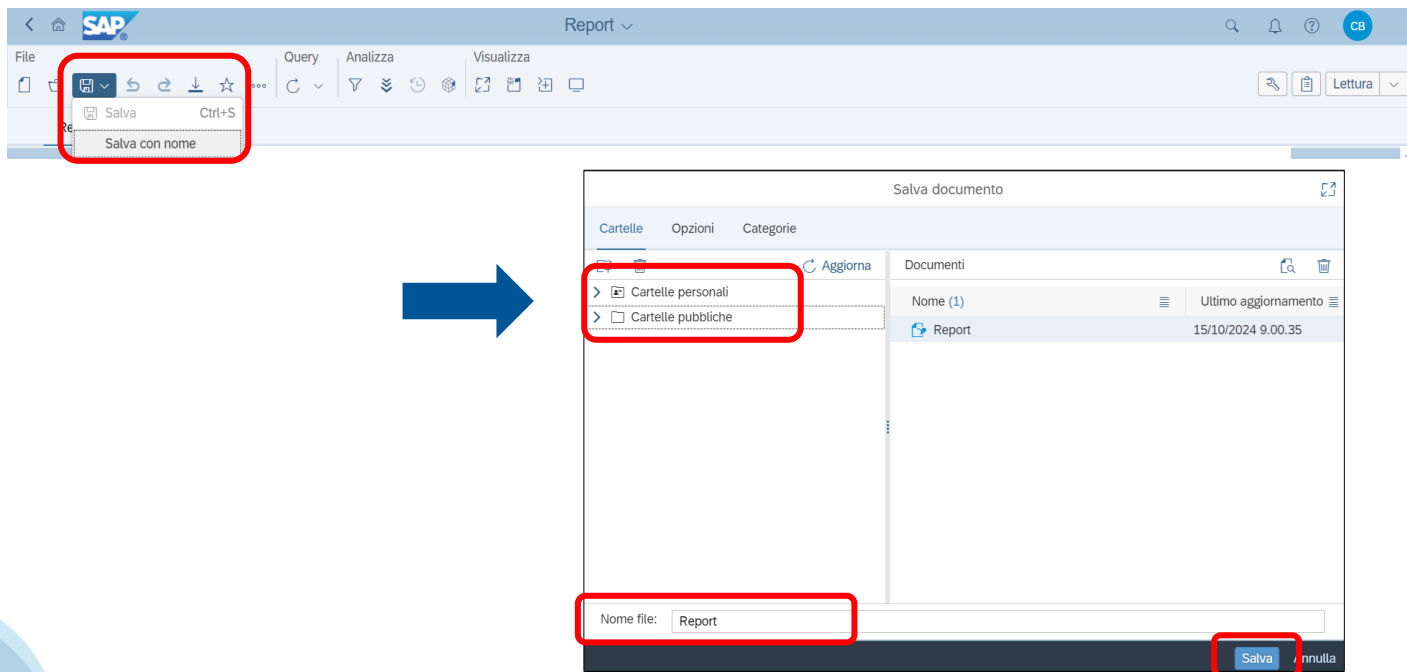 SAP
Report
CB
File
Query
Analizza
Visualizza
Lettura
Salva Ctrl+S
Re
Salva con nome
Salva documento
Cartelle Opzioni Categorie
Aggiorna
Documenti
Cartelle personali
Cartelle pubbliche
Nome (1)
Ultimo aggiornamento
Report
15/10/2024 9.00.35
Nome file: Report
Salva Annulla